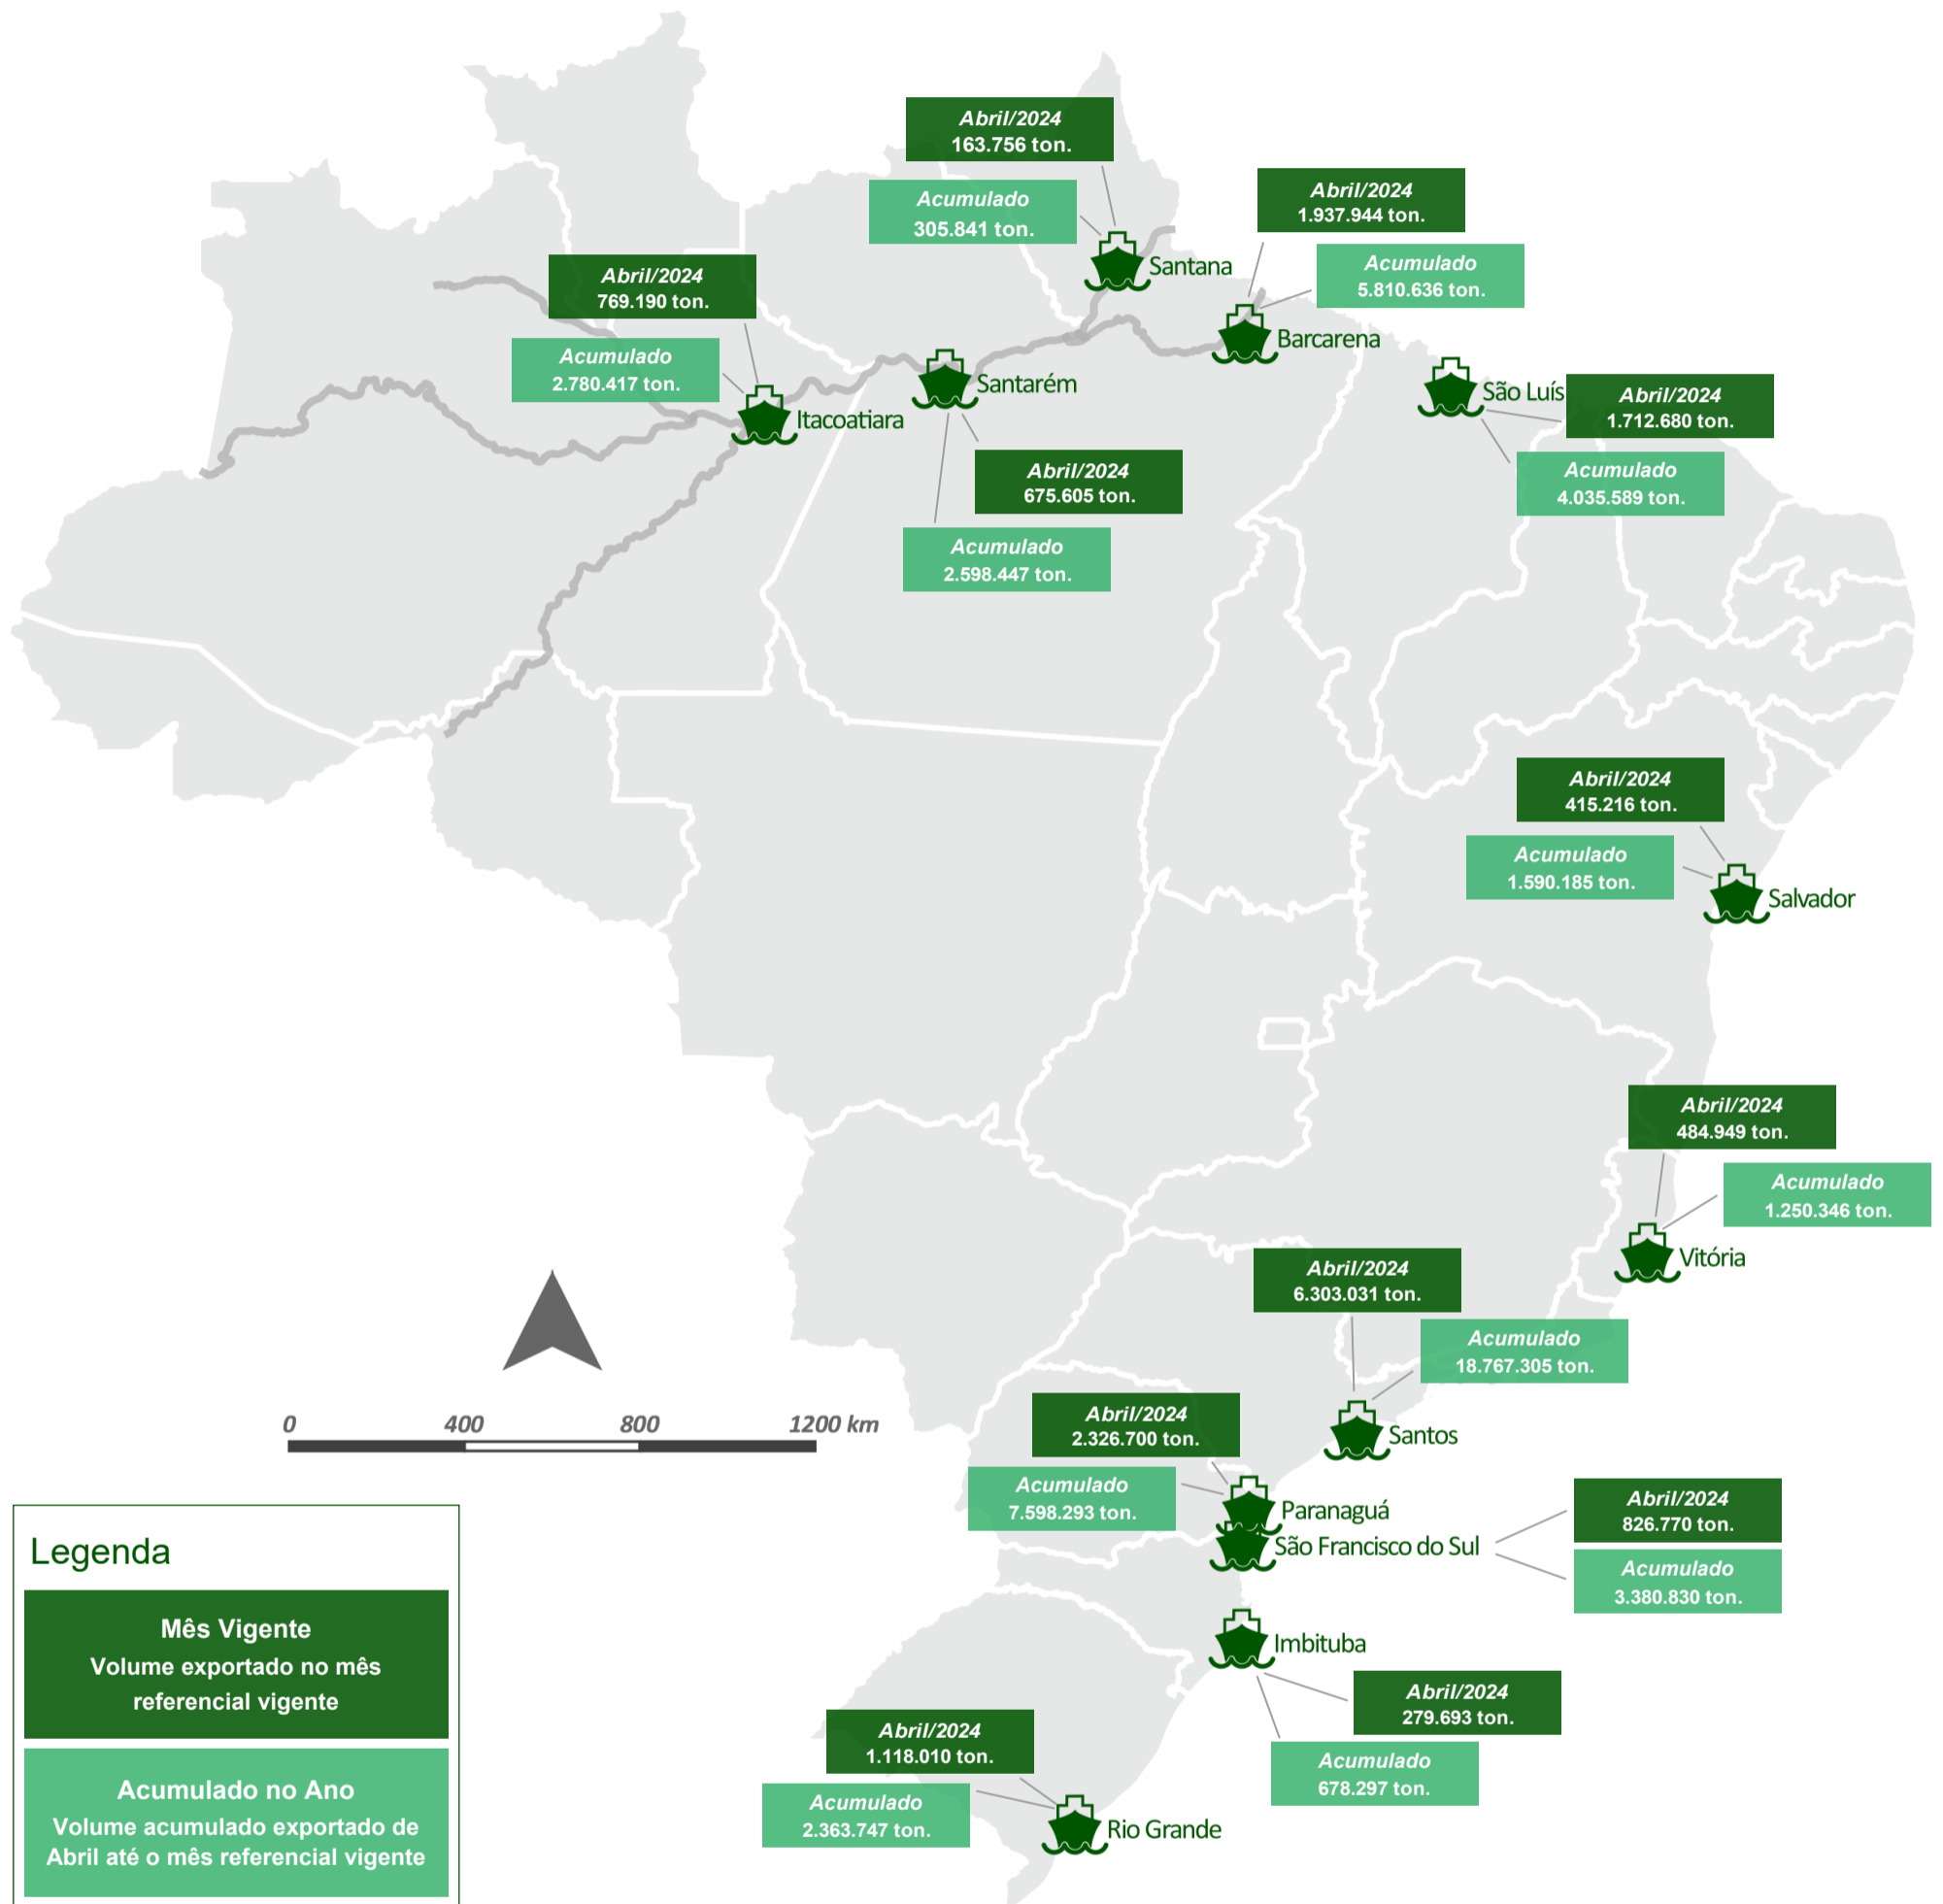 Abril/2024
163.756 ton.
Acumulado
305.841 ton.
Santana
Abril/2024
1.937.944 ton.
Acumulado
5.810.636 ton.
Barcarena
Abril/2024
769.190 ton.
Acumulado
2.780.417 ton.
Itacoatiara
Santarém
Abril/2024
675.605 ton.
Acumulado
2.598.447 ton.
São Luís
Abril/2024
1.712.680 ton.
Acumulado
4.035.589 ton.
Abril/2024
415.216 ton.
Acumulado
1.590.185 ton.
Salvador
Abril/2024
484.949 ton.
Acumulado
1.250.346 ton.
Vitória
Abril/2024
6.303.031 ton.
Acumulado
18.767.305 ton.
Santos
Abril/2024
2.326.700 ton.
Acumulado
7.598.293 ton.
Paranaguá
São Francisco do Sul
Abril/2024
826.770 ton.
Acumulado
3.380.830 ton.
Imbituba
Abril/2024
279.693 ton.
Acumulado
678.297 ton.
Abril/2024
1.118.010 ton.
Acumulado
2.363.747 ton.
Rio Grande
0 400 800 1200 km
Legenda
Mês Vigente
Volume exportado no mês
referencial vigente
Acumulado no Ano
Volume acumulado exportado de
Abril até o mês referencial vigente